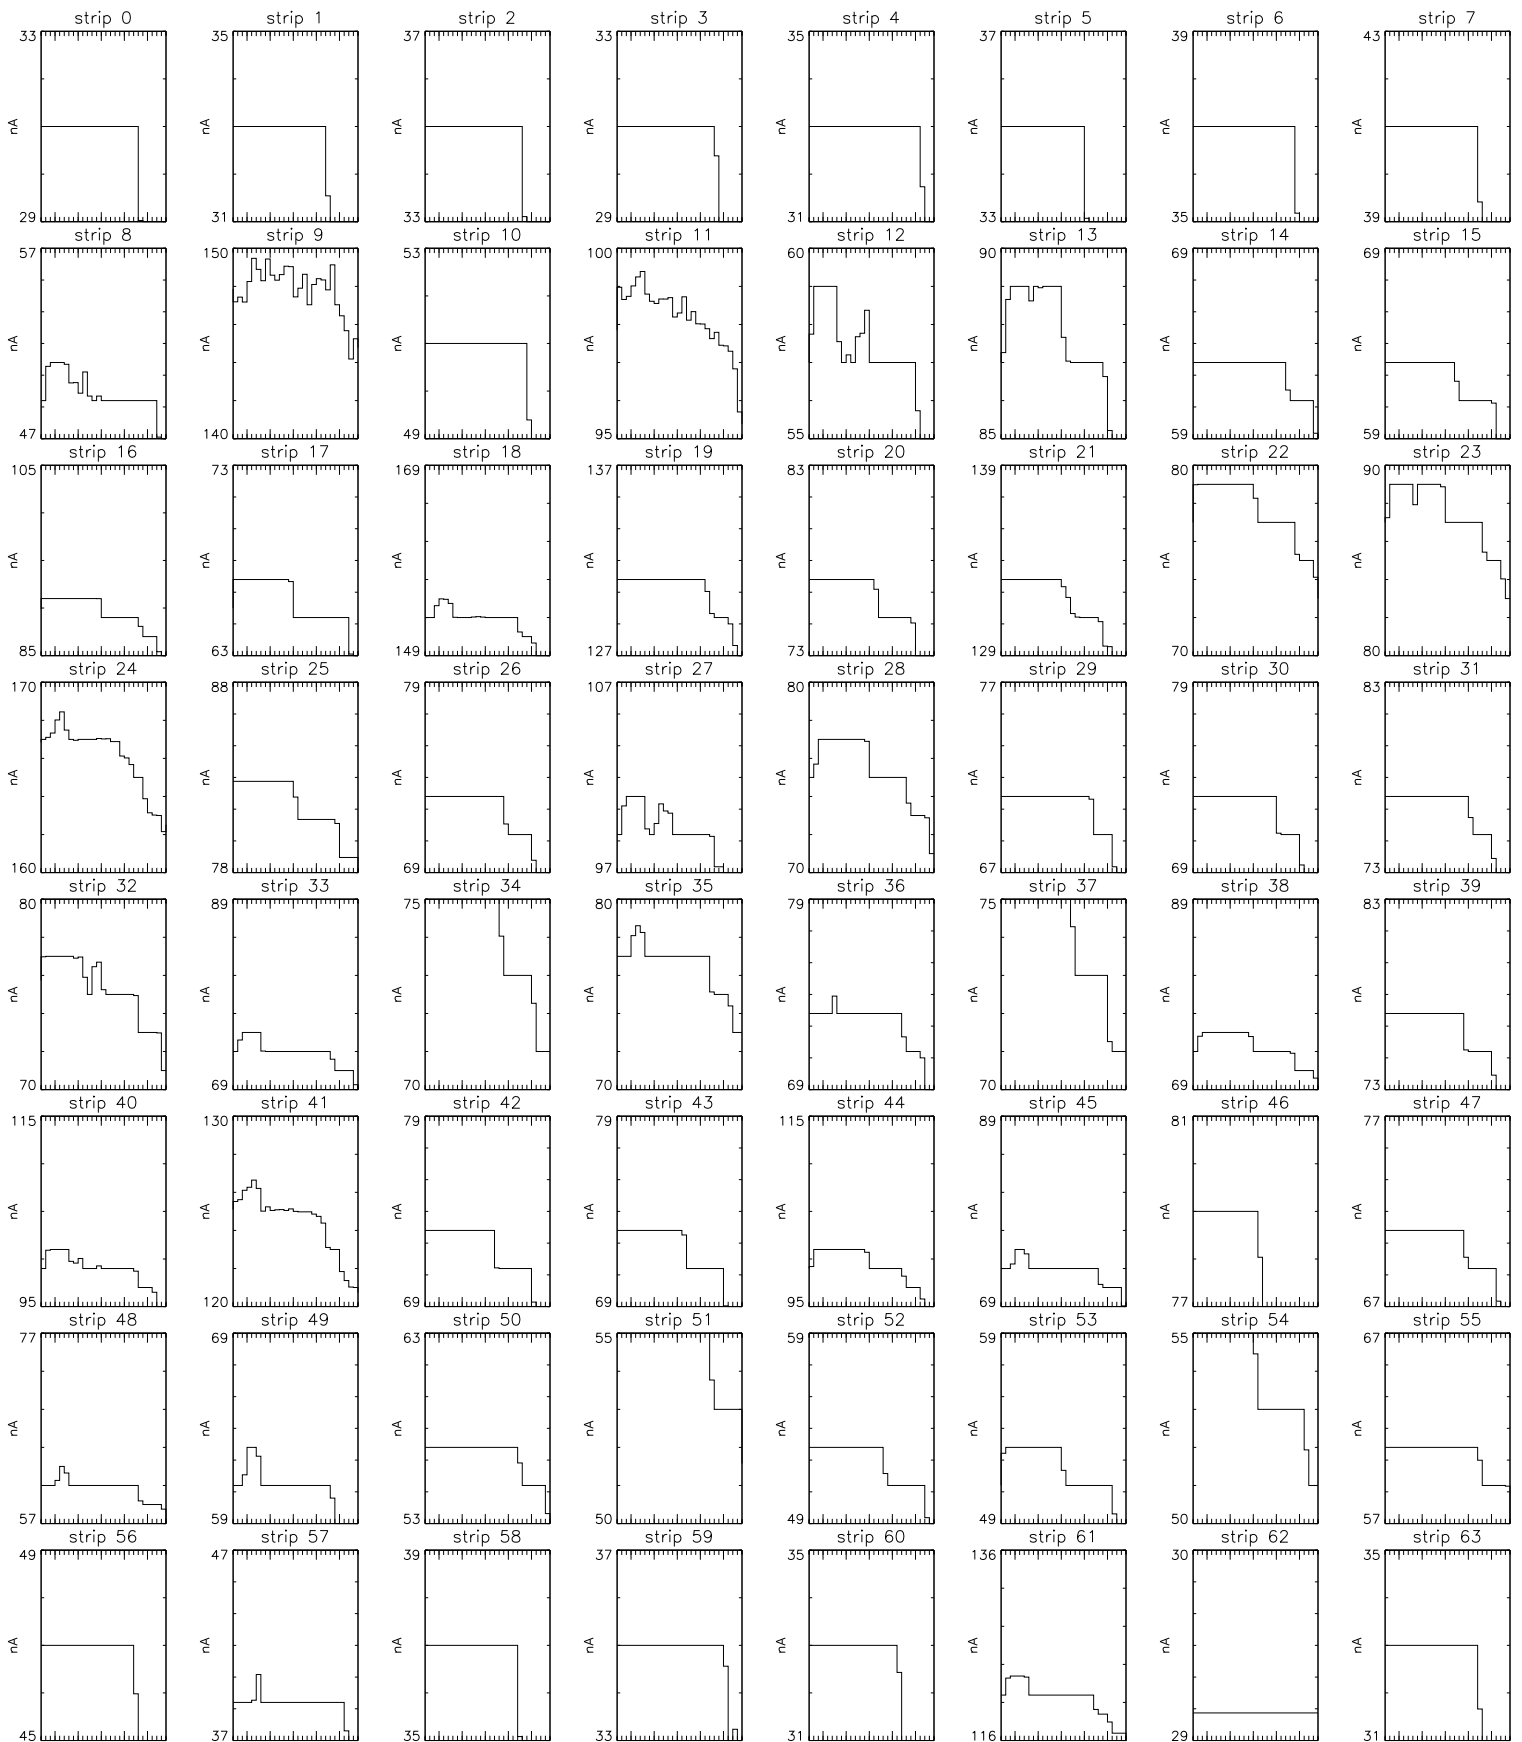 strip 0 strip 1 strip 2 strip 3 strip 4 strip 5 strip 6 strip 7
33 35 37 33 35 37 39 43
nA nA nA nA nA nA nA nA
29 31 33 29 31 33 35 39
strip 8 strip 9 strip 10 strip 11 strip 12 strip 13 strip 14 strip 15
57 150 53 100 60 90 69 69
nA nA nA nA nA nA nA nA
47 140 49 95 55 85 59 59
strip 16 strip 17 strip 18 strip 19 strip 20 strip 21 strip 22 strip 23
105 73 169 137 83 139 80 90
nA nA nA nA nA nA nA nA
85 63 149 127 73 129 70 80
strip 24 strip 25 strip 26 strip 27 strip 28 strip 29 strip 30 strip 31
170 88 79 107 80 77 79 83
nA nA nA nA nA nA nA nA
160 78 69 97 70 67 69 73
strip 32 strip 33 strip 34 strip 35 strip 36 strip 37 strip 38 strip 39
80 89 75 80 79 75 89 83
nA nA nA nA nA nA nA nA
70 69 70 70 69 70 69 73
strip 40 strip 41 strip 42 strip 43 strip 44 strip 45 strip 46 strip 47
115 130 79 79 115 89 81 77
nA nA nA nA nA nA nA nA
95 120 69 69 95 69 77 67
strip 48 strip 49 strip 50 strip 51 strip 52 strip 53 strip 54 strip 55
77 69 63 55 59 59 55 67
nA nA nA nA nA nA nA nA
57 59 53 50 49 49 50 57
strip 56 strip 57 strip 58 strip 59 strip 60 strip 61 strip 62 strip 63
49 47 39 37 35 136 30 35
nA nA nA nA nA nA nA nA
45 37 35 33 31 116 29 31